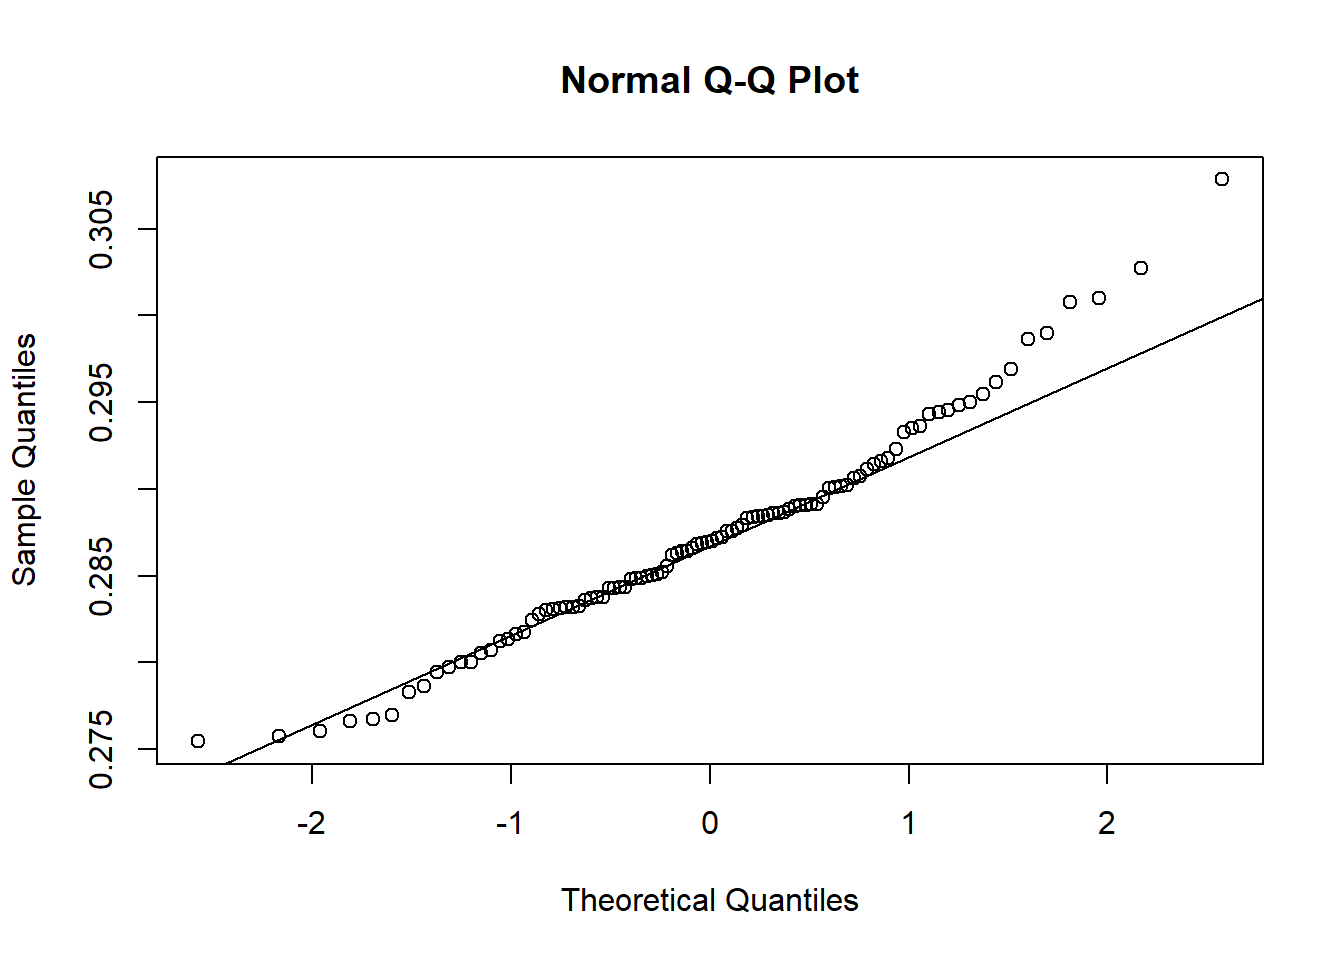 Normal Q-Q Plot
Sample Quantiles
0.305
0.295
0.285
0.275
-2 -1 0 1 2
Theoretical Quantiles